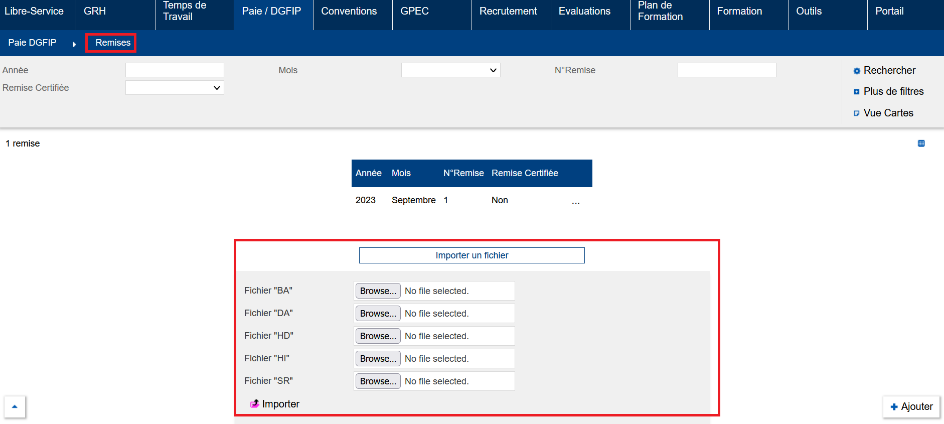 Libre-Service GRH Temps de Travail Paie / DGFIP Conventions GPEC Recrutement Evaluations Plan de Formation Formation Outils Portail
Paie DGFIP Remises
Année Mois N°Remise Rechercher
Remise Certifiée Plus de filtres
Vue Cartes
1 remise
Année Mois N°Remise Remise Certifiée
2023 Septembre 1 Non ...
Importer un fichier
Fichier "BA" Browse... No file selected.
Fichier "DA" Browse... No file selected.
Fichier "HD" Browse... No file selected.
Fichier "HI" Browse... No file selected.
Fichier "SR" Browse... No file selected.
Importer
Ajouter